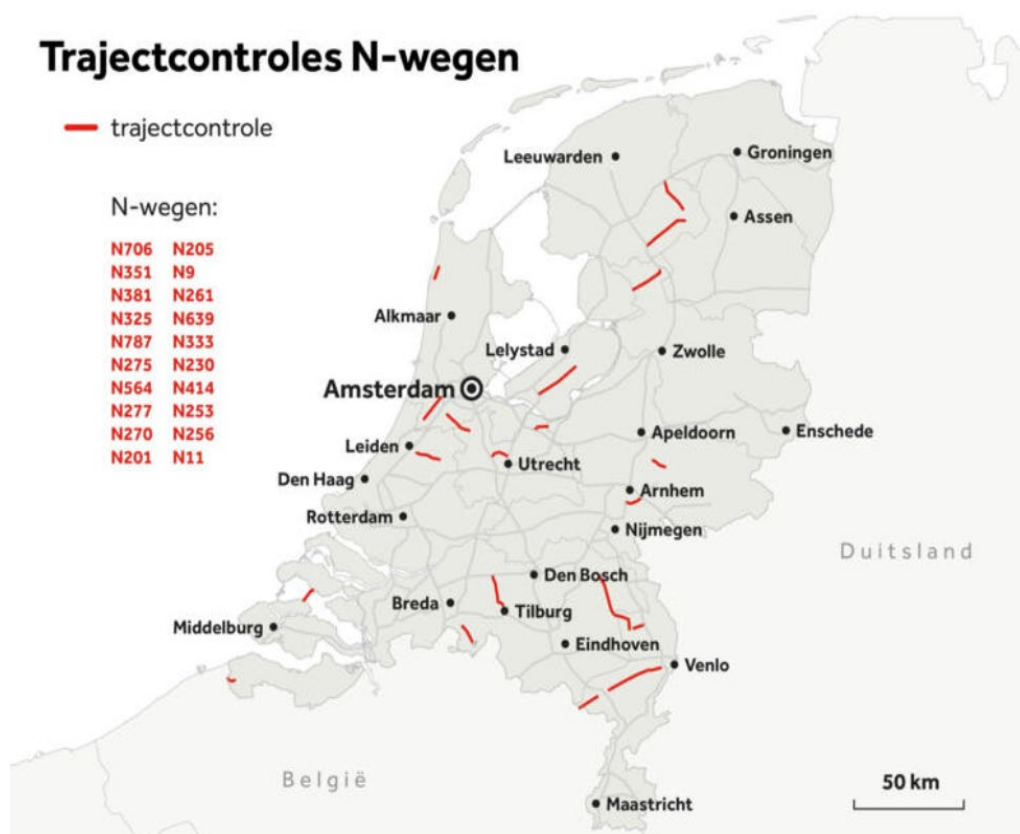 Trajectcontroles N-wegen
trajectcontrole
N-wegen:
N706 N205
N351 N9
N381 N261
N325 N639
N787 N333
N275 N230
N564 N414
N277 N253
N270 N256
N201 N11
Leeuwarden
Groningen
Assen
Alkmaar
Lelystad
Zwolle
Amsterdam
Leiden
Apeldoorn
Enschede
Utrecht
Den Haag
Arnhem
Rotterdam
Nijmegen
Duitsland
Den Bosch
Breda
Tilburg
Middelburg
Eindhoven
Venlo
België
50 km
Maastricht